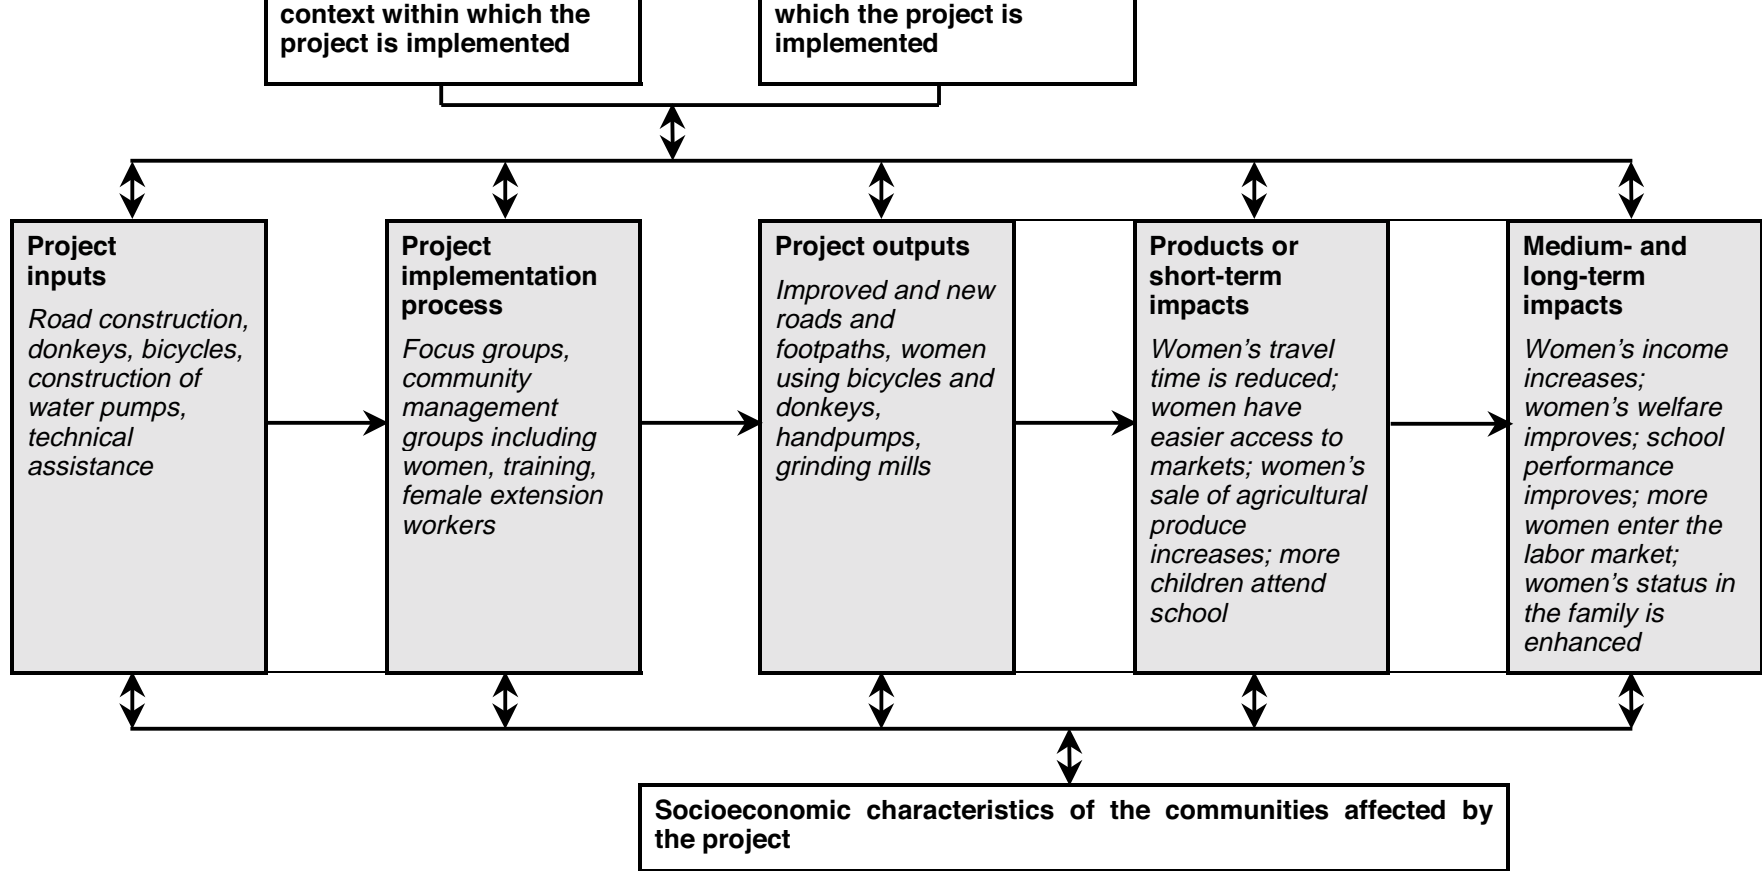 context within which the
project is implemented
which the project is
implemented
Project
inputs
Road construction,
donkeys, bicycles,
construction of
water pumps,
technical
assistance
Project
implementation
process
Focus groups,
community
management
groups including
women, training,
female extension
workers
Project outputs
Improved and new
roads and
footpaths, women
using bicycles and
donkeys,
handpumps,
grinding mills
Products or
short-term
impacts
Women’s travel
time is reduced;
women have
easier access to
markets; women’s
sale of agricultural
produce
increases; more
children attend
school
Medium- and
long-term
impacts
Women’s income
increases;
women’s welfare
improves; school
performance
improves; more
women enter the
labor market;
women’s status in
the family is
enhanced
Socioeconomic characteristics of the communities affected by
the project